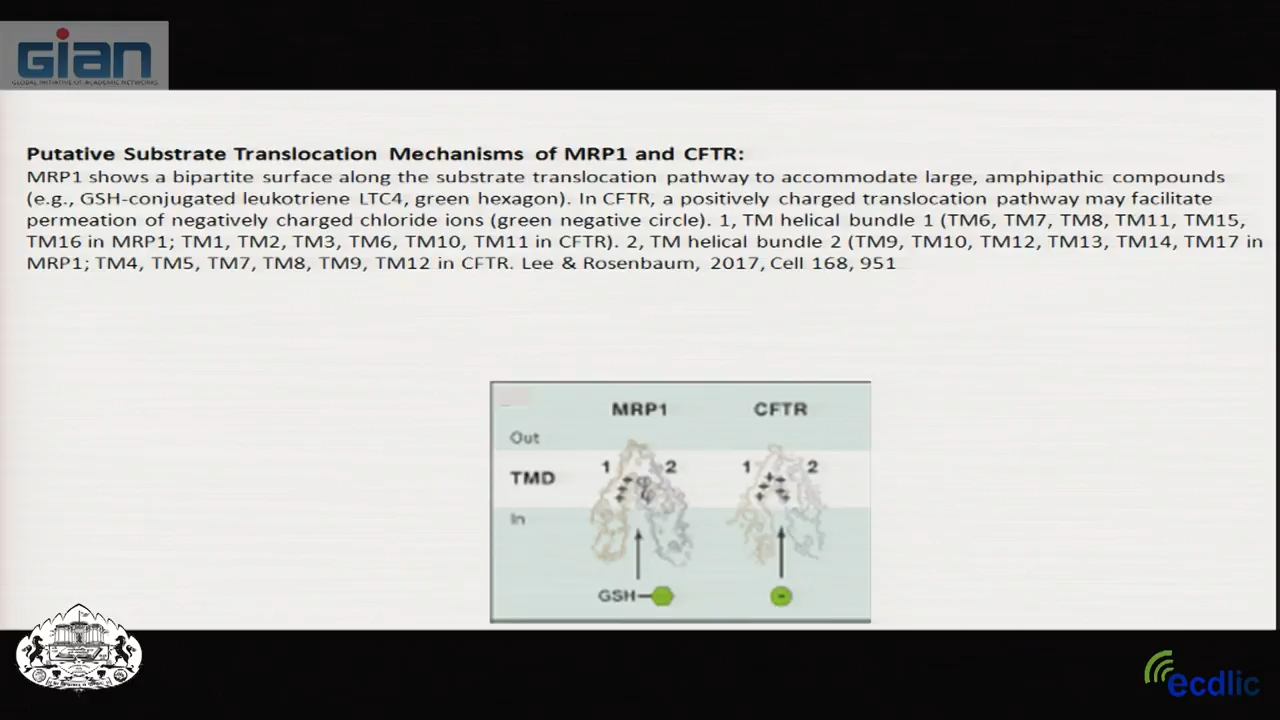 GIAN
GLOBAL INITIATIVE OF ACADEMIC NETWORKS
Putative Substrate Translocation Mechanisms of MRP1 and CFTR:
MRP1 shows a bipartite surface along the substrate translocation pathway to accommodate large, amphipathic compounds
(e.g., GSH-conjugated leukotriene LTC4, green hexagon). In CFTR, a positively charged translocation pathway may facilitate
permeation of negatively charged chloride ions (green negative circle). 1, TM helical bundle 1 (TM6, TM7, TM8, TM11, TM15,
TM16 in MRP1; TM1, TM2, TM3, TM6, TM10, TM11 in CFTR). 2, TM helical bundle 2 (TM9, TM10, TM12, TM13, TM14, TM17 in
MRP1; TM4, TM5, TM7, TM8, TM9, TM12 in CFTR. Lee & Rosenbaum, 2017, Cell 168, 951
MRP1 CFTR
Out
1 2 1 2
TMD
In
GSH -
ecdlic